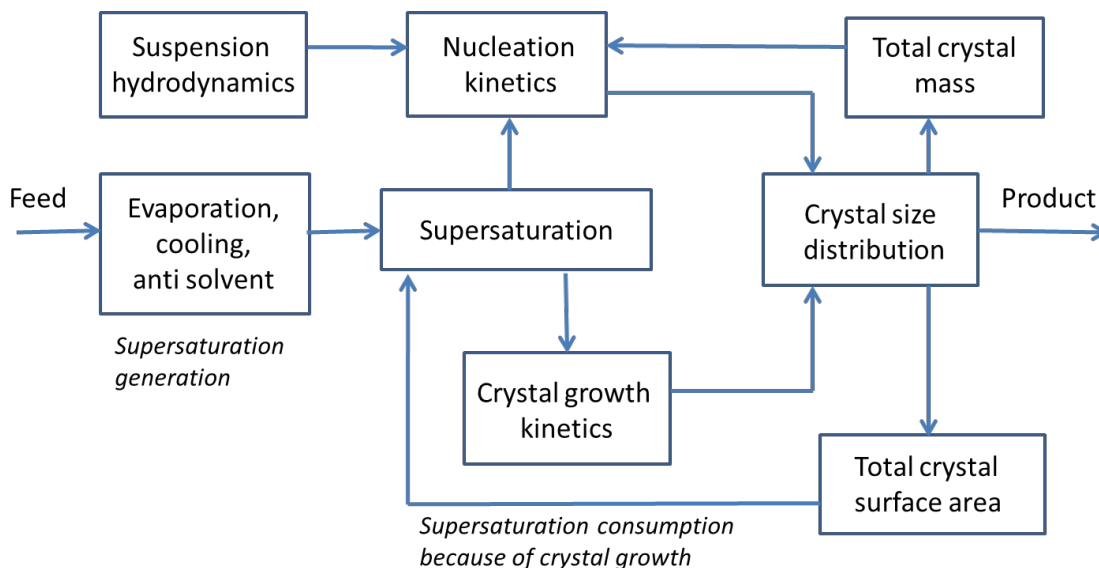 Suspension
hydrodynamics
Nucleation
kinetics
Total crystal
mass
Feed
Evaporation,
cooling,
anti solvent
Supersaturation
Crystal size
distribution
Product
Supersaturation
generation
Crystal growth
kinetics
Total crystal
surface area
Supersaturation consumption
because of crystal growth